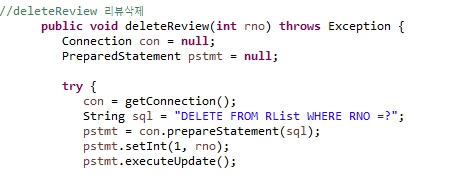 //deleteReview 리뷰삭제
public void deleteReview(int rno) throws Exception {
Connection con = null;
PreparedStatement pstmt = null;
try {
con = getConnection();
String sql = "DELETE FROM RList WHERE RNO =?";
pstmt = con.prepareStatement(sql);
pstmt.setInt(1, rno);
pstmt.executeUpdate();